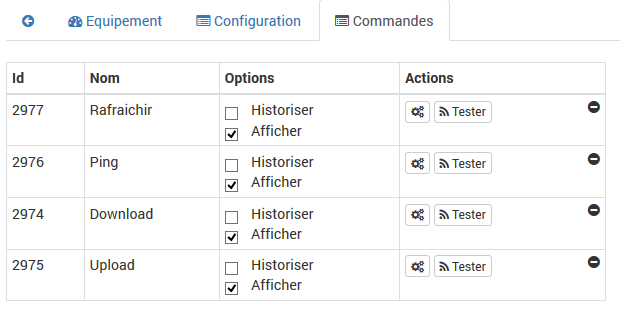 Equipement Configuration Commandes
Id Nom Options Actions
2977 Rafraichir Historiser Tester
Afficher
2976 Ping Historiser Tester
Afficher
2974 Download Historiser Tester
Afficher
2975 Upload Historiser Tester
Afficher